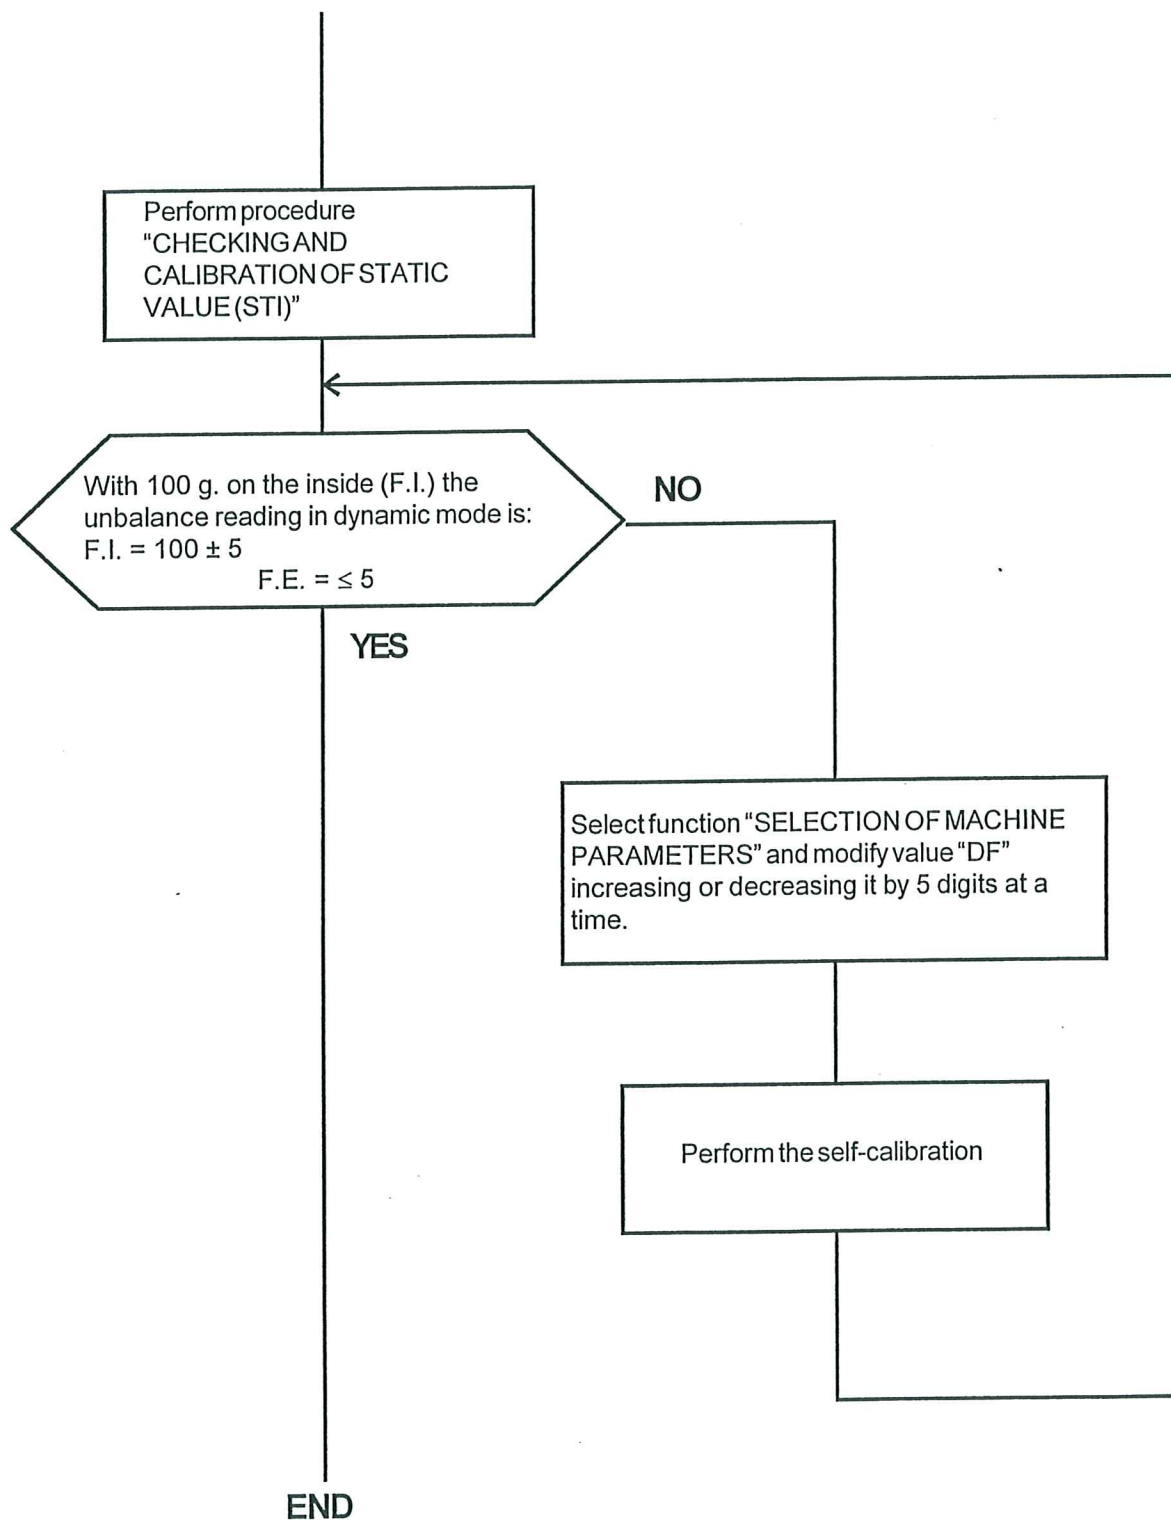 Perform procedure
“CHECKING AND
CALIBRATION OF STATIC
VALUE (STI)”
With 100 g. on the inside (F.I.) the
unbalance reading in dynamic mode is:
F.I. = 100 ± 5
F.E. = ≤ 5
NO
YES
Select function “SELECTION OF MACHINE
PARAMETERS” and modify value “DF”
increasing or decreasing it by 5 digits at a
time.
Perform the self-calibration
END